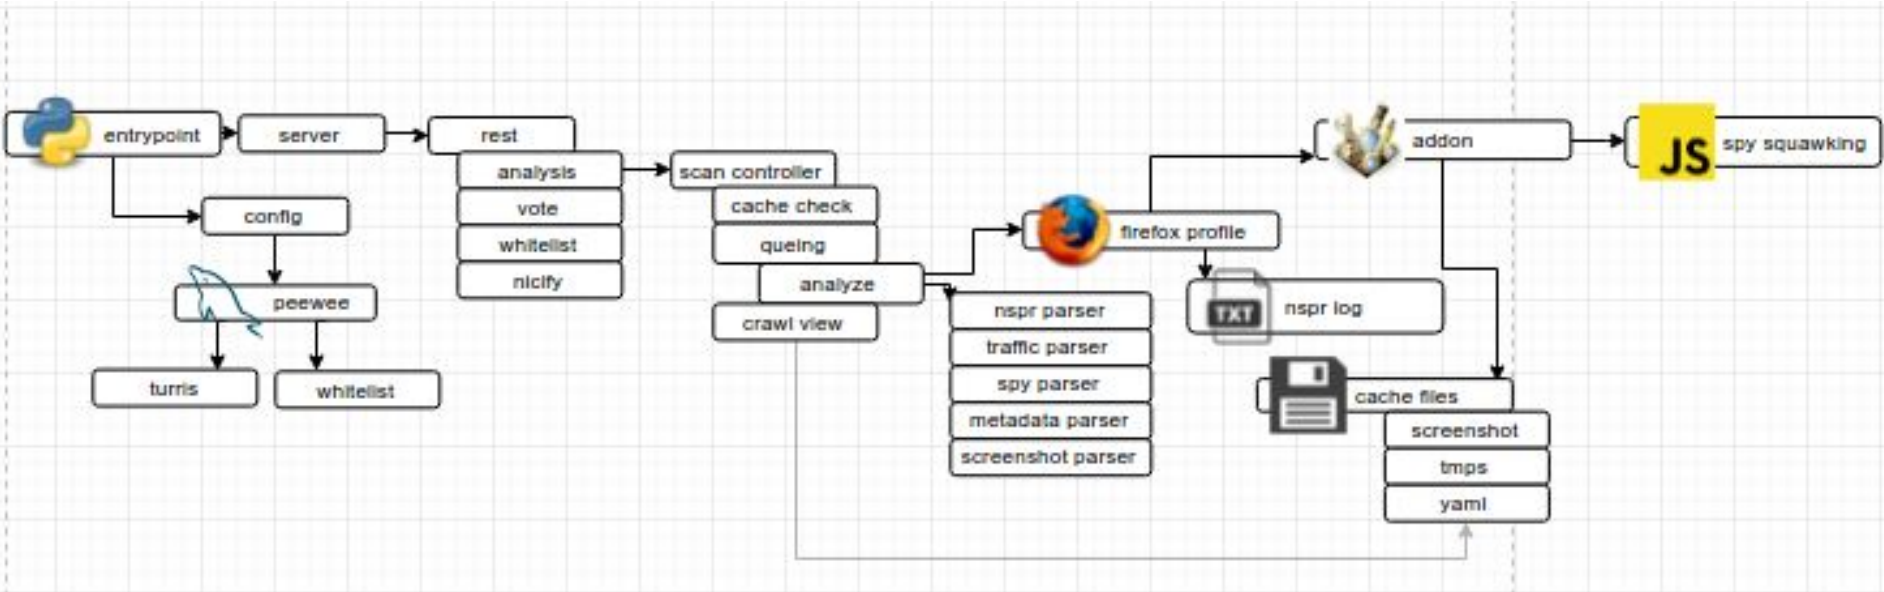 entrypoint
server
rest
analysis
vote
whitelist
nicify
config
peewee
turris
whitelist
scan controller
cache check
queing
analyze
crawl view
nspr parser
traffic parser
spy parser
metadata parser
screenshot parser
firefox profile
TXT
nspr log
addon
JS
spy squawking
cache files
screenshot
tmps
yaml